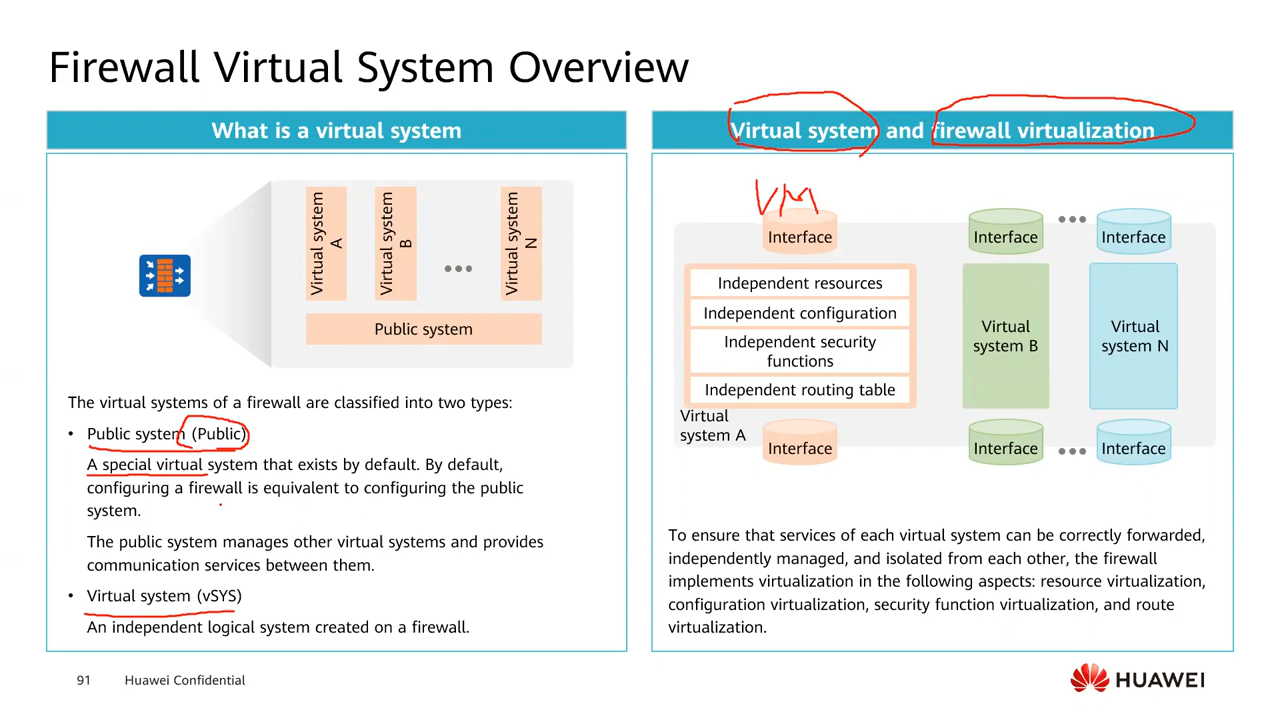 Firewall Virtual System Overview
What is a virtual system
Virtual system A
Virtual system B
Virtual system N
Public system
The virtual systems of a firewall are classified into two types:
• Public system (Public)
A special virtual system that exists by default. By default,
configuring a firewall is equivalent to configuring the public
system.
The public system manages other virtual systems and provides
communication services between them.
• Virtual system (vSYS)
An independent logical system created on a firewall.
Virtual system and firewall virtualization
VM
Interface
Interface
Interface
Independent resources
Independent configuration
Independent security
functions
Independent routing table
Virtual
system A
Virtual
system B
Virtual
system N
Interface
Interface
Interface
To ensure that services of each virtual system can be correctly forwarded,
independently managed, and isolated from each other, the firewall
implements virtualization in the following aspects: resource virtualization,
configuration virtualization, security function virtualization, and route
virtualization.
91 Huawei Confidential
HUAWEI